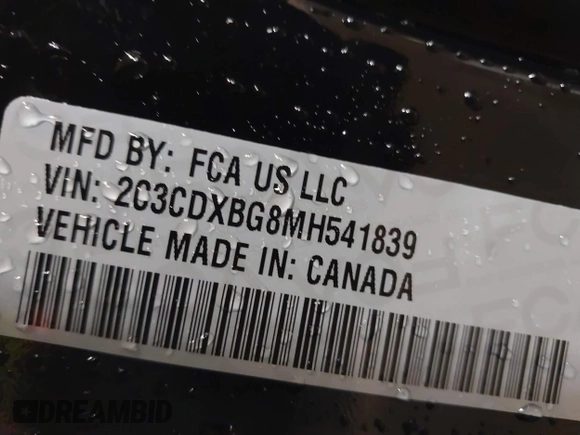 MFD BY: FCA US LLC
VIN: 2C3CDXBG8MH541839
VEHICLE MADE IN: CANADA
DREAMBID